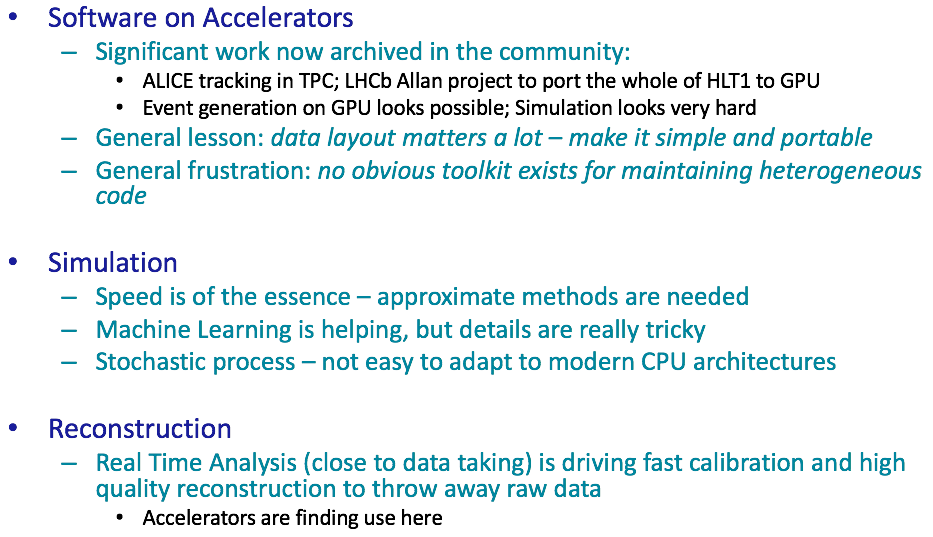 • Software on Accelerators
– Significant work now archived in the community:
• ALICE tracking in TPC; LHCb Allan project to port the whole of HLT1 to GPU
• Event generation on GPU looks possible; Simulation looks very hard
– General lesson: data layout matters a lot – make it simple and portable
– General frustration: no obvious toolkit exists for maintaining heterogeneous
code
• Simulation
– Speed is of the essence – approximate methods are needed
– Machine Learning is helping, but details are really tricky
– Stochastic process – not easy to adapt to modern CPU architectures
• Reconstruction
– Real Time Analysis (close to data taking) is driving fast calibration and high
quality reconstruction to throw away raw data
• Accelerators are finding use here